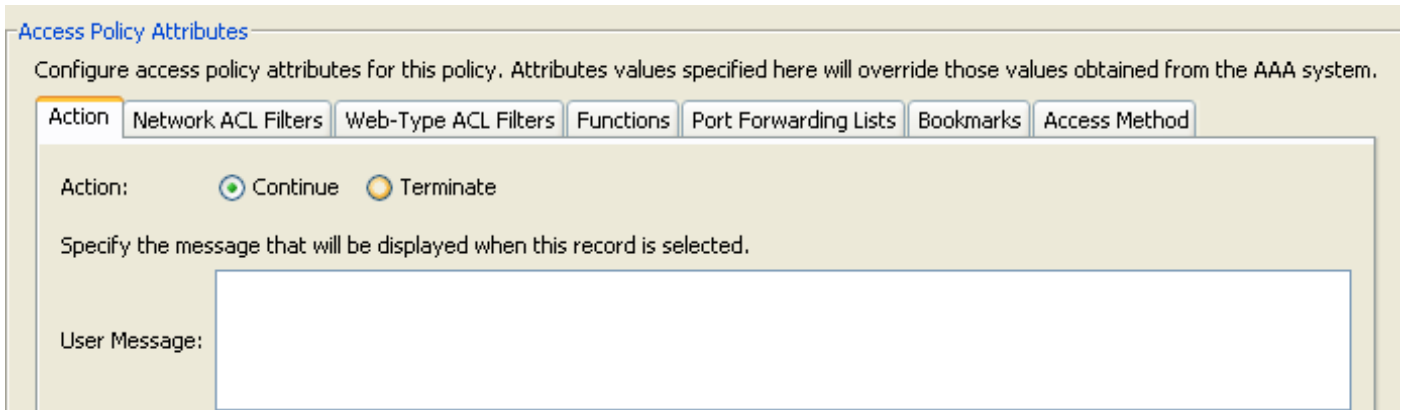 Access Policy Attributes
Configure access policy attributes for this policy. Attributes values specified here will override those values obtained from the AAA system.
Action Network ACL Filters Web-Type ACL Filters Functions Port Forwarding Lists Bookmarks Access Method
Action: Continue Terminate
Specify the message that will be displayed when this record is selected.
User Message: